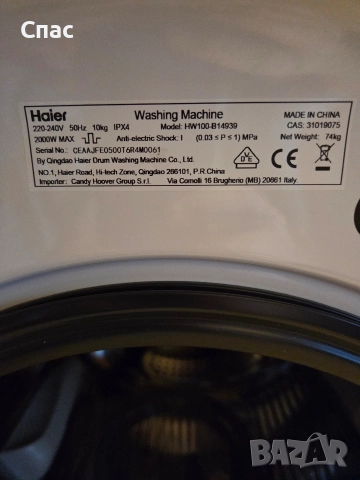 Спас
Haier Washing Machine MADE IN CHINA
220-240V 50Hz 10kg IPX4 Model: HW100-B14939 CAS: 31019075
2000W MAX Anti-electric Shock: I (0.03 ≤ P ≤ 1) MPa Net Weight: 74kg
Serial No.: CEAAJFE0500T6R4M0061
By Qingdao Haier Drum Washing Machine Co., Ltd.
NO.1, Haier Road, Hi-tech Zone, Qingdao 266101, P.R.China
Importer: Candy Hoover Group S.r.l. Via Comolli 16 Brugherio (MB) 20861 Italy.
VDE
CE
BAZAR